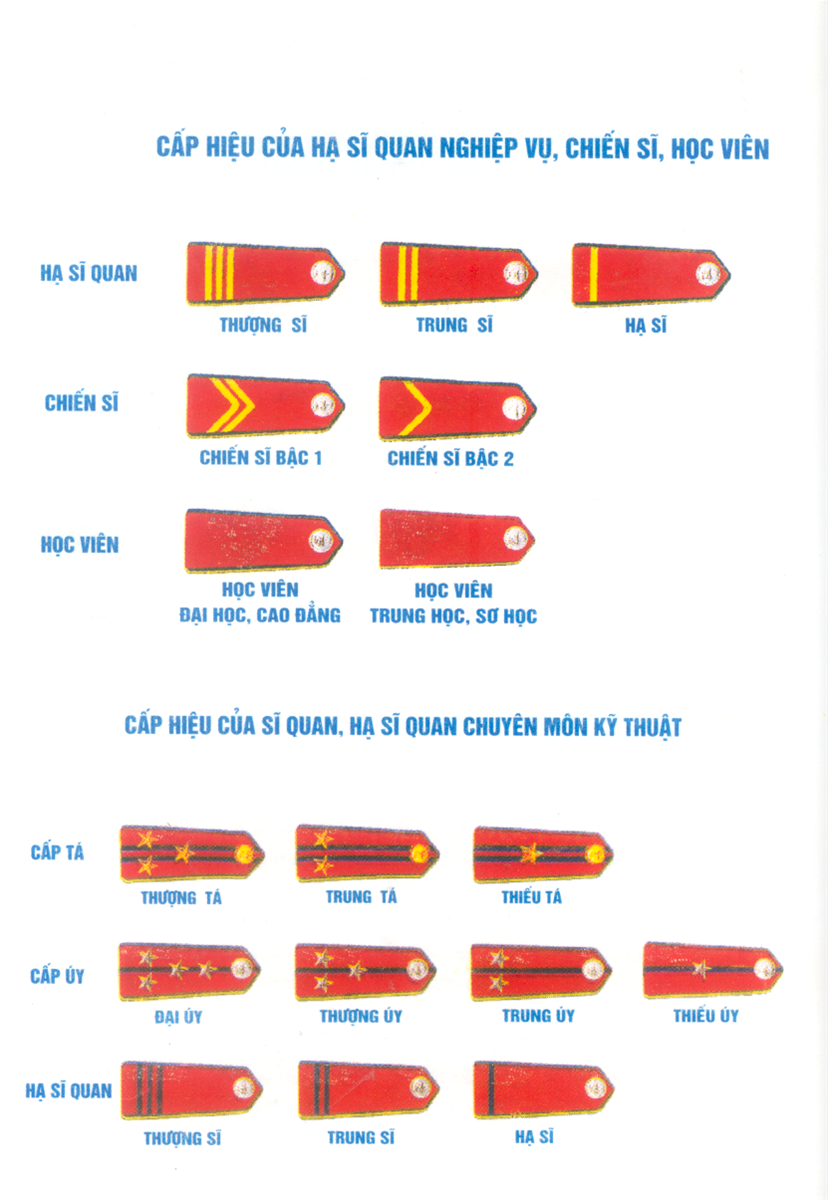 CẤP HIỆU CỦA HẠ SĨ QUAN NGHIỆP VỤ, CHIẾN SĨ, HỌC VIÊN
HẠ SĨ QUAN
THƯỢNG SĨ
TRUNG SĨ
HẠ SĨ
CHIẾN SĨ
CHIẾN SĨ BẬC 1
CHIẾN SĨ BẬC 2
HỌC VIÊN
HỌC VIÊN
ĐẠI HỌC, CAO ĐẲNG
HỌC VIÊN
TRUNG HỌC, SƠ HỌC
CẤP HIỆU CỦA SĨ QUAN, HẠ SĨ QUAN CHUYÊN MÔN KỸ THUẬT
CẤP TÁ
THƯỢNG TÁ
TRUNG TÁ
THIẾU TÁ
CẤP ÚY
ĐẠI ÚY
THƯỢNG ÚY
TRUNG ÚY
THIẾU ÚY
HẠ SĨ QUAN
THƯỢNG SĨ
TRUNG SĨ
HẠ SĨ